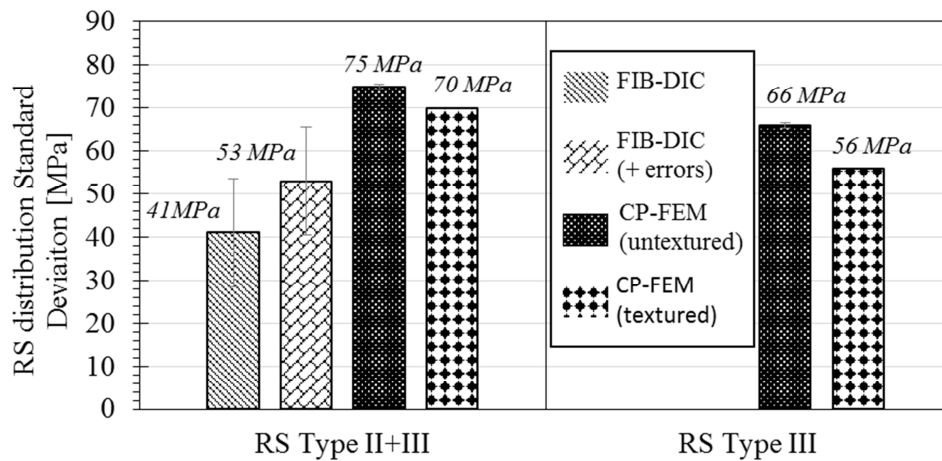 RS distribution Standard
Deviaiton [MPa]
90
80
70
60
50
40
30
20
10
0
41MPa
53 MPa
75 MPa
70 MPa
66 MPa
56 MPa
FIB-DIC
FIB-DIC
(+ errors)
CP-FEM
(untextured)
CP-FEM
(textured)
RS Type II+III
RS Type III